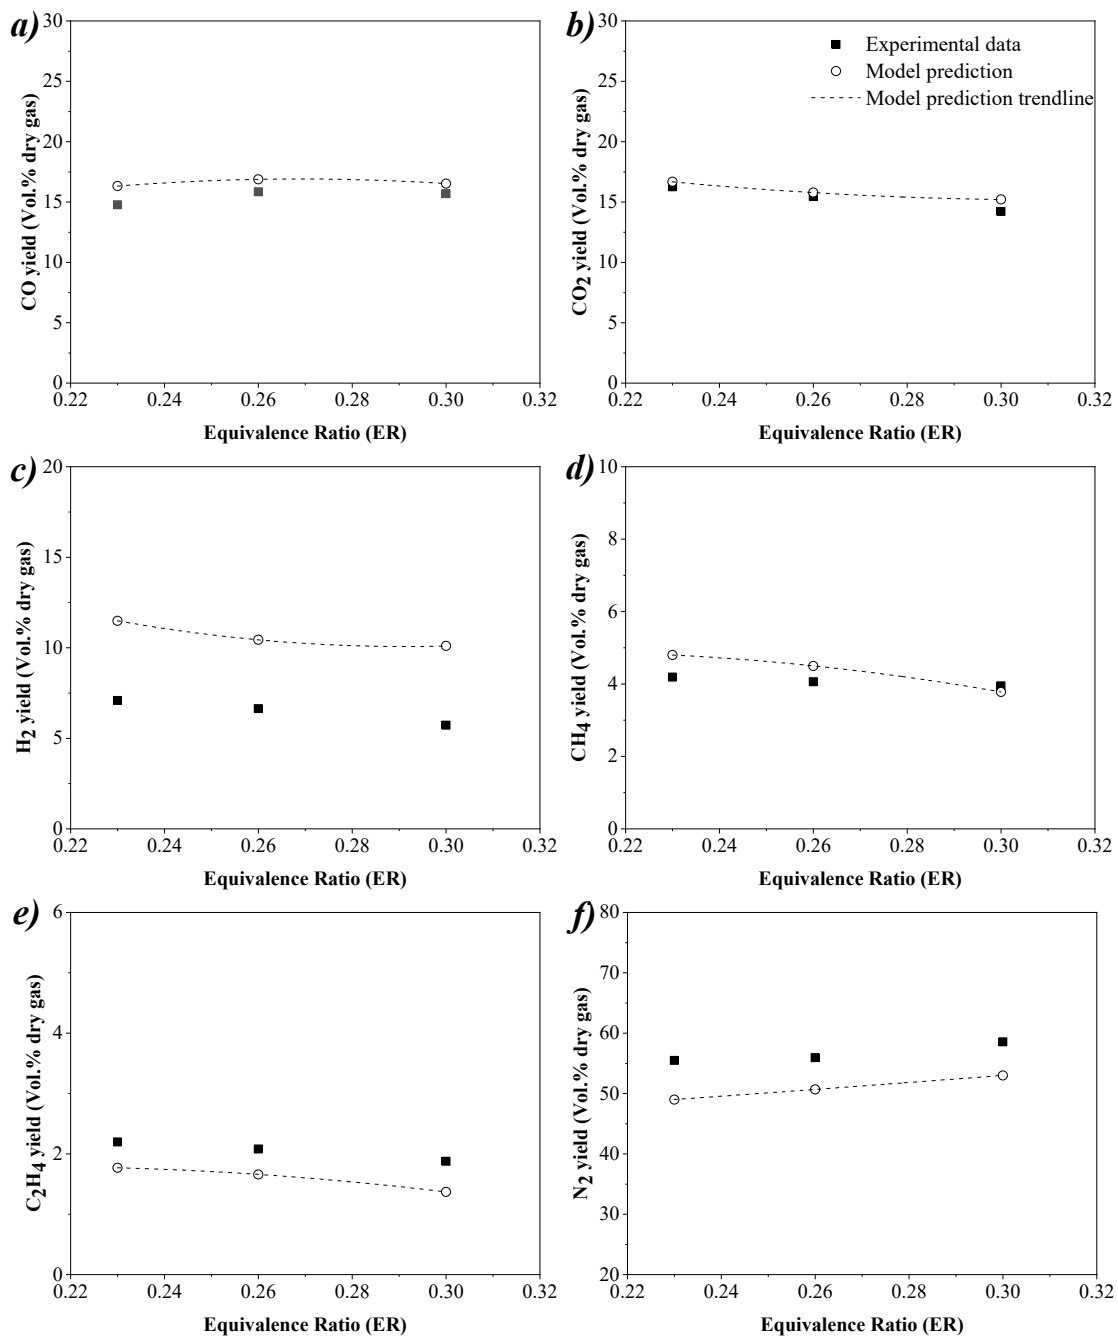 a)
30
25
20
15
10
5
0
CO yield (Vol.% dry gas)
0.22 0.24 0.26 0.28 0.30 0.32
Equivalence Ratio (ER)
b)
Experimental data
Model prediction
Model prediction trendline
30
25
20
15
10
5
0
CO2 yield (Vol.% dry gas)
0.22 0.24 0.26 0.28 0.30 0.32
Equivalence Ratio (ER)
c)
20
15
10
5
0
H2 yield (Vol.% dry gas)
0.22 0.24 0.26 0.28 0.30 0.32
Equivalence Ratio (ER)
d)
10
8
6
4
2
0
CH4 yield (Vol.% dry gas)
0.22 0.24 0.26 0.28 0.30 0.32
Equivalence Ratio (ER)
e)
6
4
2
0
C2H4 yield (Vol.% dry gas)
0.22 0.24 0.26 0.28 0.30 0.32
Equivalence Ratio (ER)
f)
80
70
60
50
40
30
20
N2 yield (Vol.% dry gas)
0.22 0.24 0.26 0.28 0.30 0.32
Equivalence Ratio (ER)